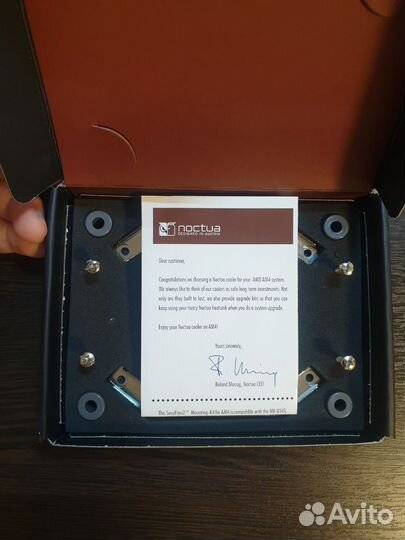 noctua
DESIGNED IN AUSTRIA
Dear customer,
Congratulations on choosing a Noctua cooler for your AMD AM4 system.
We always like to think of our coolers as safe long term investments. Not
only are they built to last, we also provide upgrade kits so that you can
keep using your trusty Noctua heatsink when you do a system upgrade.
Enjoy your Noctua cooler on AM4!
Yours sincerely,
Roland Mossig, Noctua CEO
This SecuFirm2™ Mounting Kit for AM4 is compatible with the
Avito